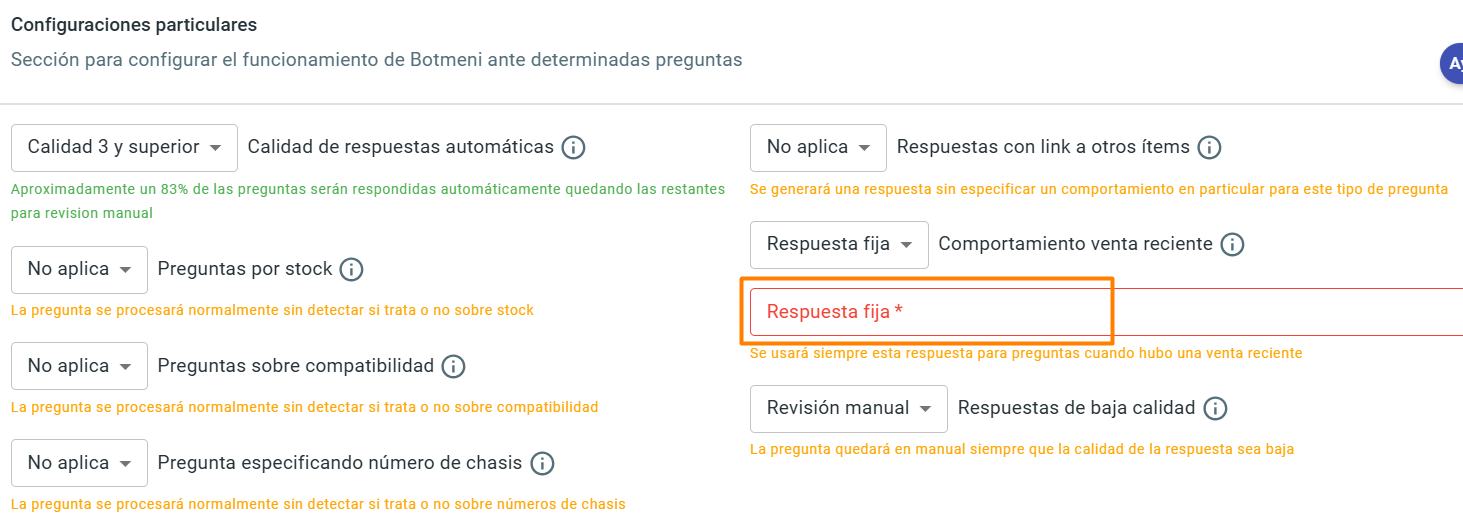 Configuraciones particulares
Sección para configurar el funcionamiento de Botmeni ante determinadas preguntas
Ay
Calidad 3 y superior
Calidad de respuestas automáticas
Aproximadamente un 83% de las preguntas serán respondidas automáticamente quedando las restantes
para revision manual
No aplica
Preguntas por stock
La pregunta se procesará normalmente sin detectar si trata o no sobre stock
No aplica
Preguntas sobre compatibilidad
La pregunta se procesará normalmente sin detectar si trata o no sobre compatibilidad
No aplica
Pregunta especificando número de chasis
La pregunta se procesará normalmente sin detectar si trata o no sobre números de chasis
No aplica
Respuestas con link a otros ítems
Se generará una respuesta sin especificar un comportamiento en particular para este tipo de pregunta
Respuesta fija
Comportamiento venta reciente
Respuesta fija *
Se usará siempre esta respuesta para preguntas cuando hubo una venta reciente
Revisión manual
Respuestas de baja calidad
La pregunta quedará en manual siempre que la calidad de la respuesta sea baja